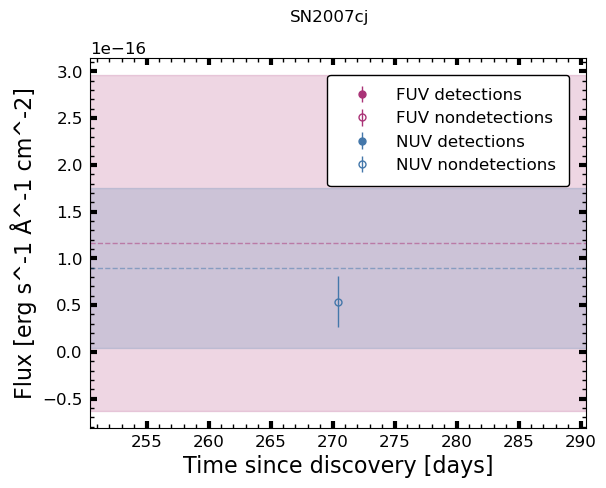 SN2007cj
1e−16
3.0
2.5
2.0
1.5
1.0
0.5
0.0
−0.5
Flux [erg s^-1 Å^-1 cm^-2]
FUV detections
FUV nondetections
NUV detections
NUV nondetections
255 260 265 270 275 280 285 290
Time since discovery [days]